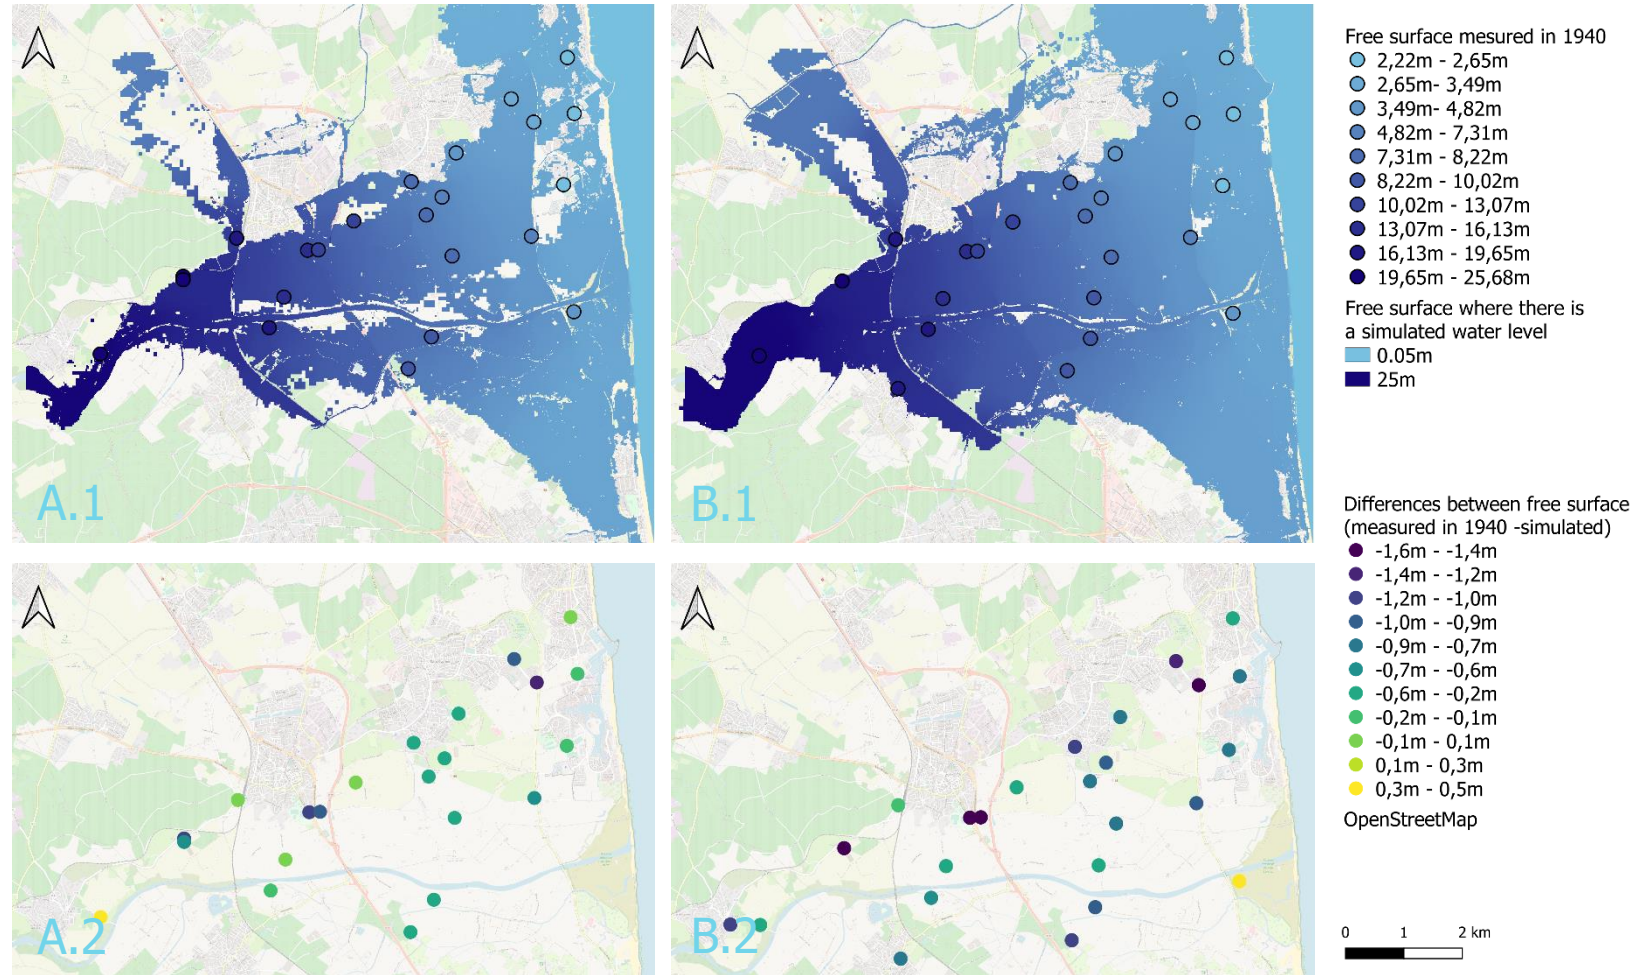 A.1
B.1
A.2
B.2
Free surface mesured in 1940
2,22m - 2,65m
2,65m- 3,49m
3,49m- 4,82m
4,82m - 7,31m
7,31m - 8,22m
8,22m - 10,02m
10,02m - 13,07m
13,07m - 16,13m
16,13m - 19,65m
19,65m - 25,68m
Free surface where there is
a simulated water level
0.05m
25m
Differences between free surface
(measured in 1940 -simulated)
-1,6m - -1,4m
-1,4m - -1,2m
-1,2m - -1,0m
-1,0m - -0,9m
-0,9m - -0,7m
-0,7m - -0,6m
-0,6m - -0,2m
-0,2m - -0,1m
-0,1m - 0,1m
0,1m - 0,3m
0,3m - 0,5m
OpenStreetMap
0 1 2 km